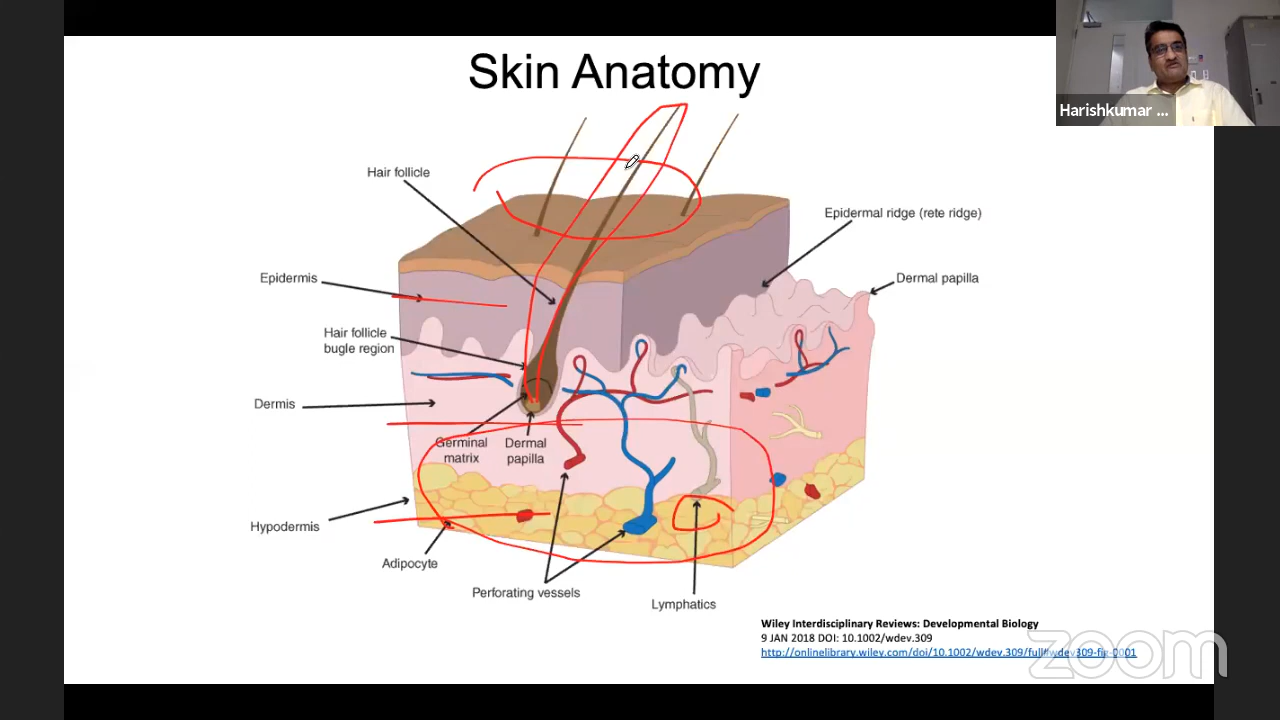 Skin Anatomy
Harishkumar ...
Hair follicle
Epidermal ridge (rete ridge)
Epidermis
Dermal papilla
Hair follicle
bugle region
Dermis
Germinal
matrix
Dermal
papilla
Hypodermis
Adipocyte
Perforating vessels
Lymphatics
Wiley Interdisciplinary Reviews: Developmental Biology
9 JAN 2018 DOI: 10.1002/wdev.309
http://onlinelibrary.wiley.com/doi/10.1002/wdev.309/full#wdev309-fig-0001
zoom